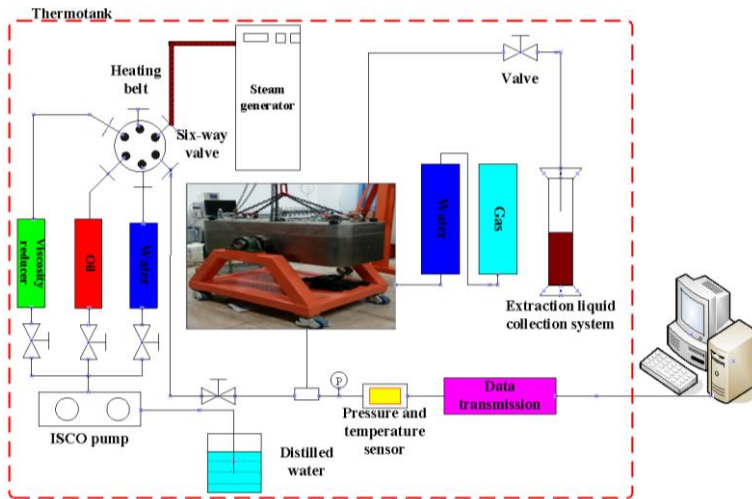 Thermotank
Heating
belt
Steam
generator
Six-way
valve
Valve
Viscosity
reducer
Oil
Water
Water
Gas
Extraction liquid
collection system
P
Pressure and
temperature
sensor
Data
transmission
ISCO pump
Distilled
water